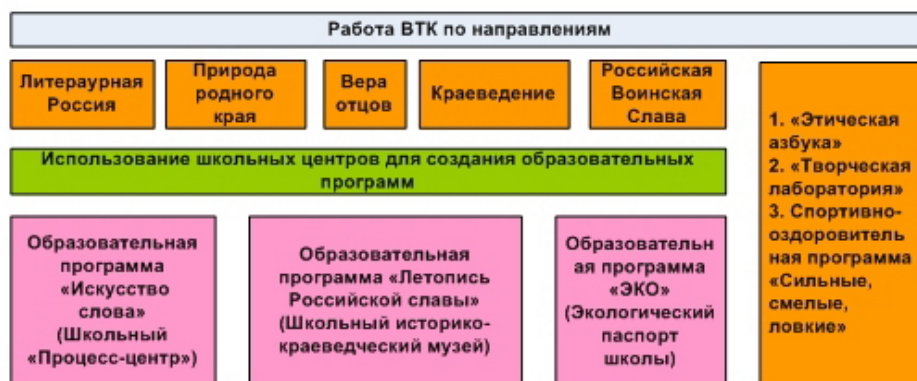 Работа ВТК по направлениям
Литераурная
Россия
Природа
родного
края
Вера
отцов
Краеведение
Российская
Воинская
Слава
Использование школьных центров для создания образовательных
программ
Образовательная
программа
«Искусство
слова»
(Школьный
«Процесс-центр»)
Образовательная
программа «Летопись
Российской славы»
(Школьный историко-
краеведческий музей)
Образовательн
ая программа
«ЭКО»
(Экологический
паспорт
школы)
1. «Этическая
азбука»
2. «Творческая
лаборатория»
3. Спортивно-
оздоровитель
ная программа
«Сильные,
смелые,
ловкие»